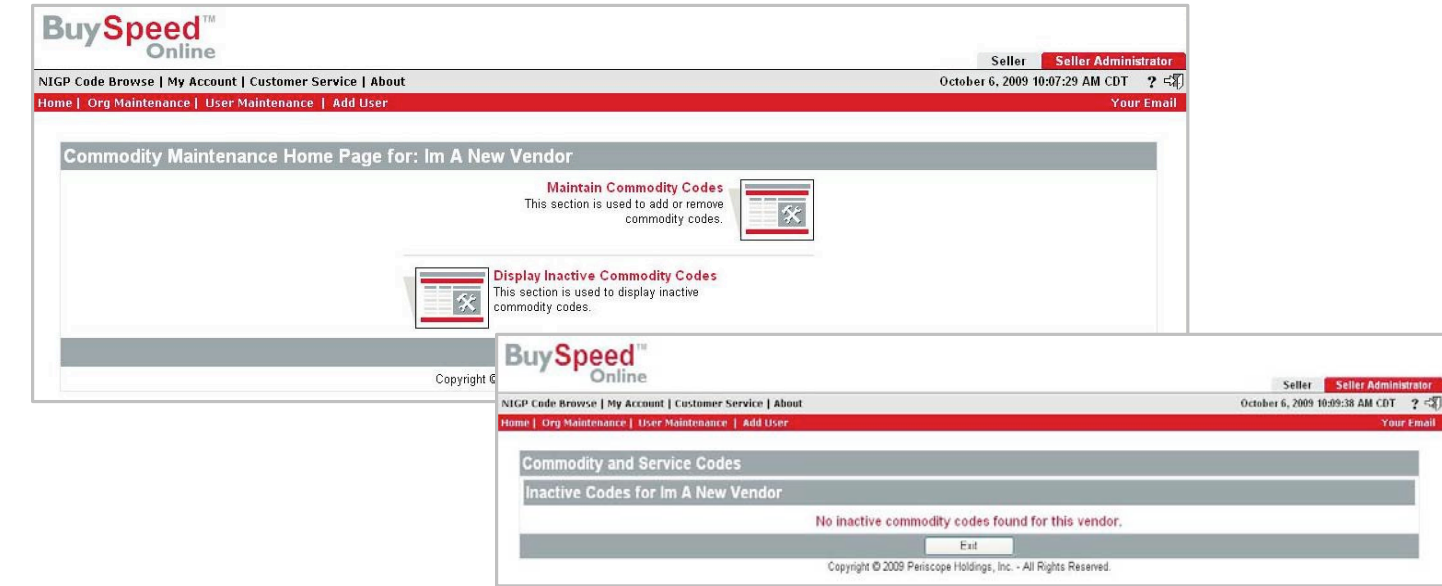 BuySpeed™
Online
Seller Seller Administrator
NIGP Code Browse | My Account | Customer Service | About October 6, 2009 10:07:29 AM CDT ?
Home | Org Maintenance | User Maintenance | Add User Your Email
Commodity Maintenance Home Page for: Im A New Vendor
Maintain Commodity Codes
This section is used to add or remove
commodity codes.
Display Inactive Commodity Codes
This section is used to display inactive
commodity codes.
Copyright ©
BuySpeed™
Online
Seller Seller Administrator
NIGP Code Browse | My Account | Customer Service | About October 6, 2009 10:09:38 AM CDT ?
Home | Org Maintenance | User Maintenance | Add User Your Email
Commodity and Service Codes
Inactive Codes for Im A New Vendor
No inactive commodity codes found for this vendor.
Exit
Copyright © 2009 Periscope Holdings, Inc. - All Rights Reserved.